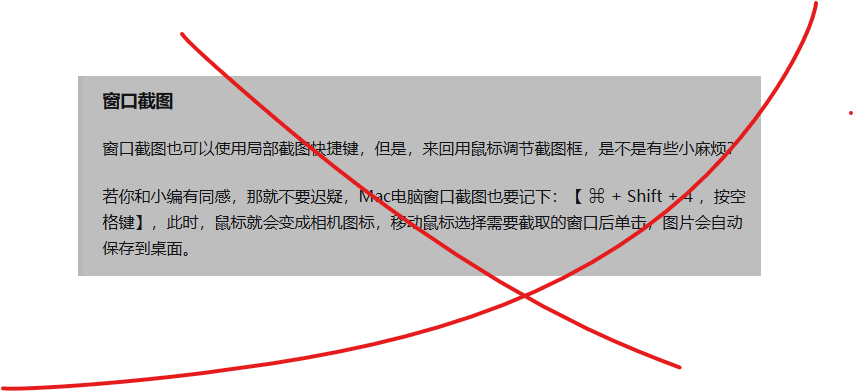 窗口截图
窗口截图也可以使用局部截图快捷键，但是，来回用鼠标调节截图框，是不是有些小麻烦？
若你和小编有同感，那就不要迟疑，Mac电脑窗口截图也要记下：【 ⌘ + Shift + 4 ，按空
格键】，此时，鼠标就会变成相机图标，移动鼠标选择需要截取的窗口后单击，图片会自动
保存到桌面。